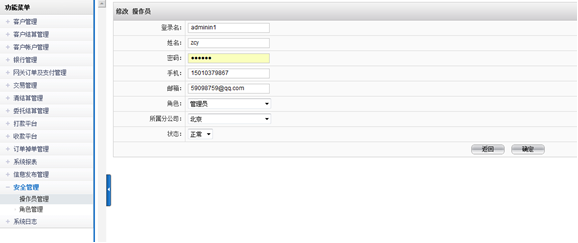 功能菜单
客户管理
客户结算管理
客户帐户管理
银行管理
网关订单及支付管理
交易管理
清结算管理
委托结算管理
打款平台
收款平台
订单掉单管理
系统报表
信息发布管理
安全管理
操作员管理
角色管理
系统日志
修改 操作员
登录名: adminin1
姓名: zcy
密码: ●●●●●●
手机: 15010379867
邮箱: 59098759@qq.com
角色: 管理员
所属分公司: 北京
状态: 正常
返回 确定